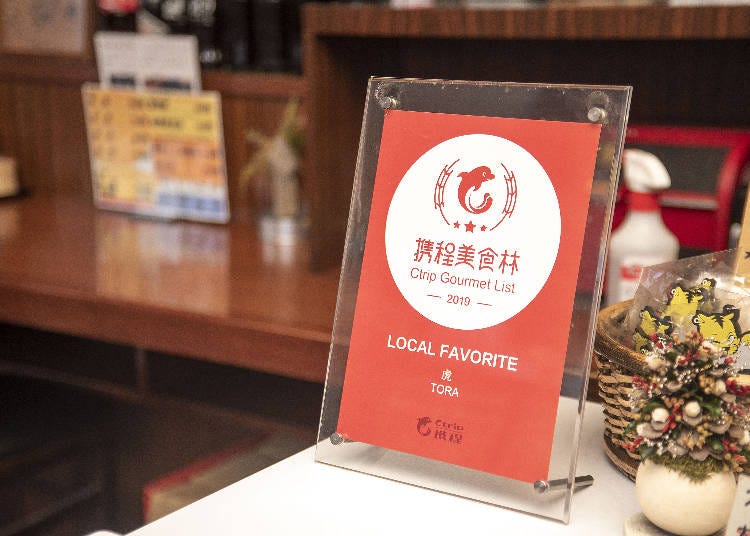 携程美食林
Ctrip Gourmet List
2019
LOCAL FAVORITE
虎
TORA
Ctrip
携程